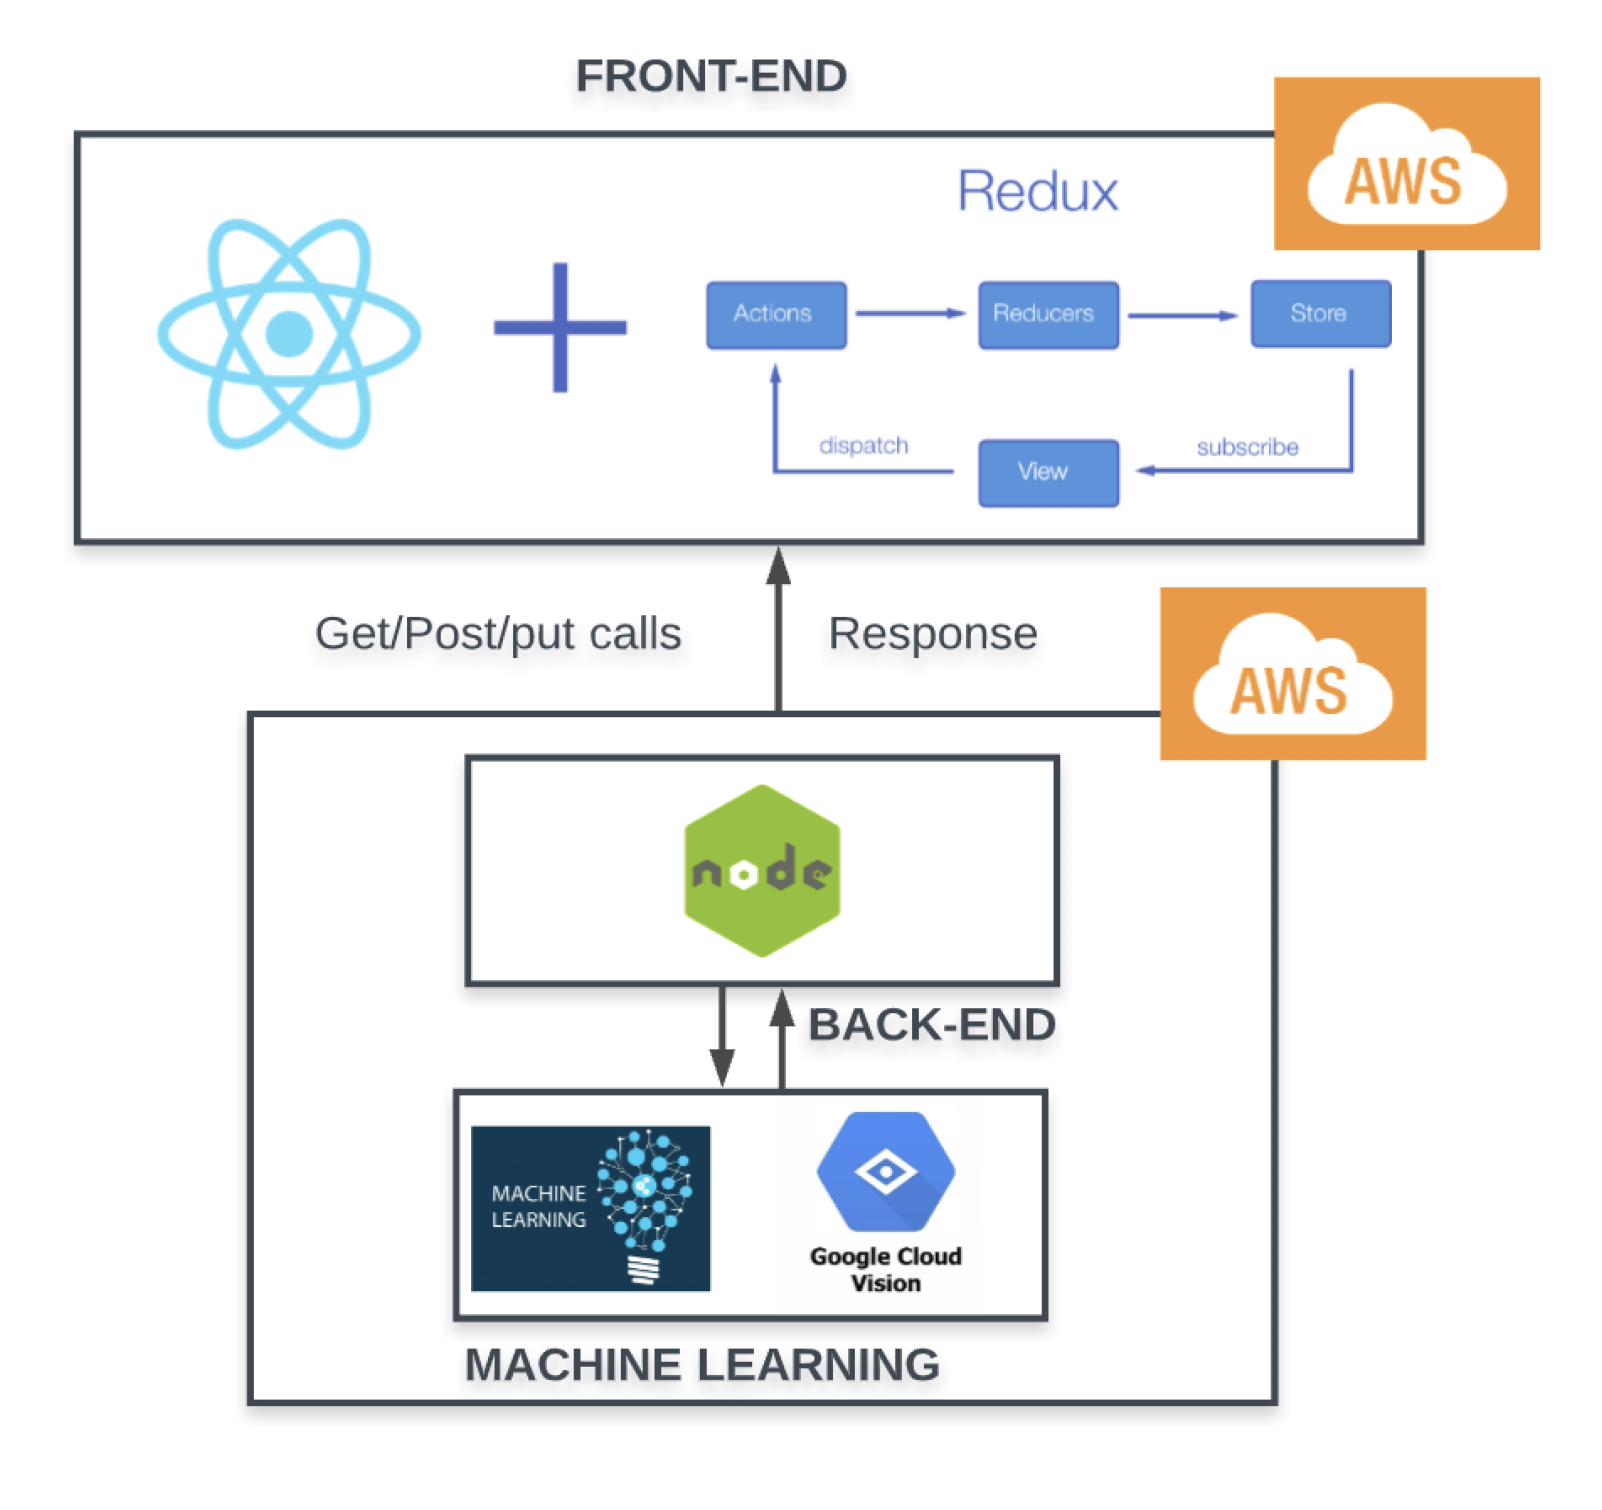 FRONT-END
AWS
Redux
Actions
Reducers
Store
dispatch
View
subscribe
Get/Post/put calls
Response
AWS
node
BACK-END
MACHINE
LEARNING
Google Cloud
Vision
MACHINE LEARNING